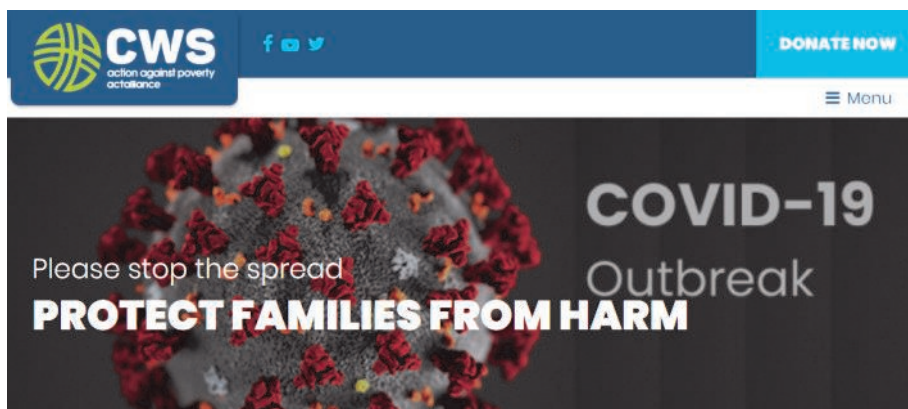 CWS
action against poverty
actalliance
DONATE NOW
Menu
COVID-19
Outbreak
Please stop the spread
PROTECT FAMILIES FROM HARM